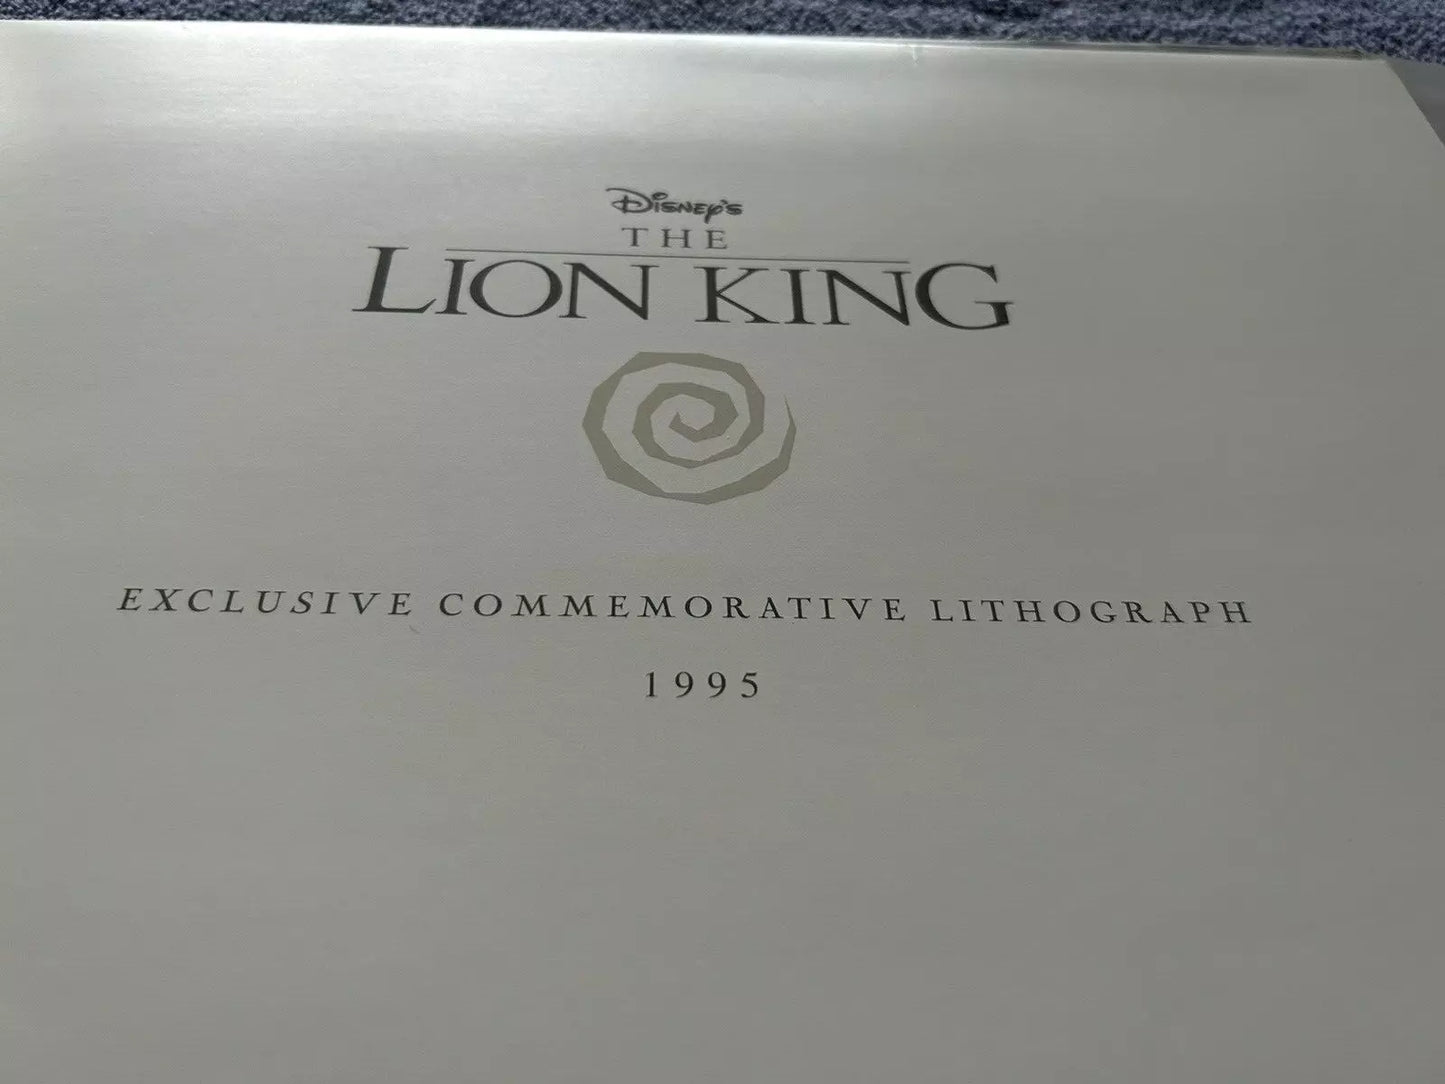 Disney's
THE
LION KING
EXCLUSIVE COMMEMORATIVE LITHOGRAPH
1995